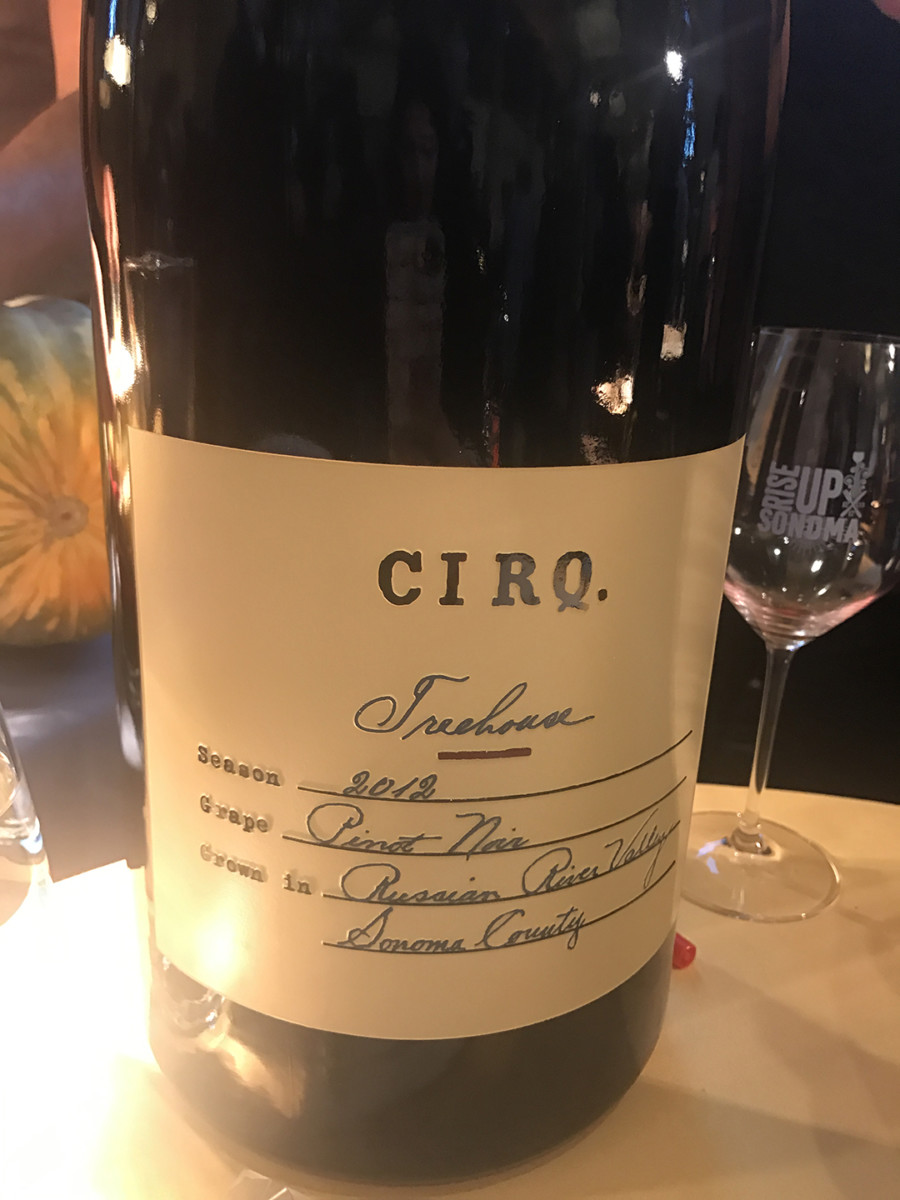 CIRQ.
Treehouse
Season 2012
Grape Pinot Noir
Grown in Russian River Valley
Sonoma County
RISE
UP
SONOMA